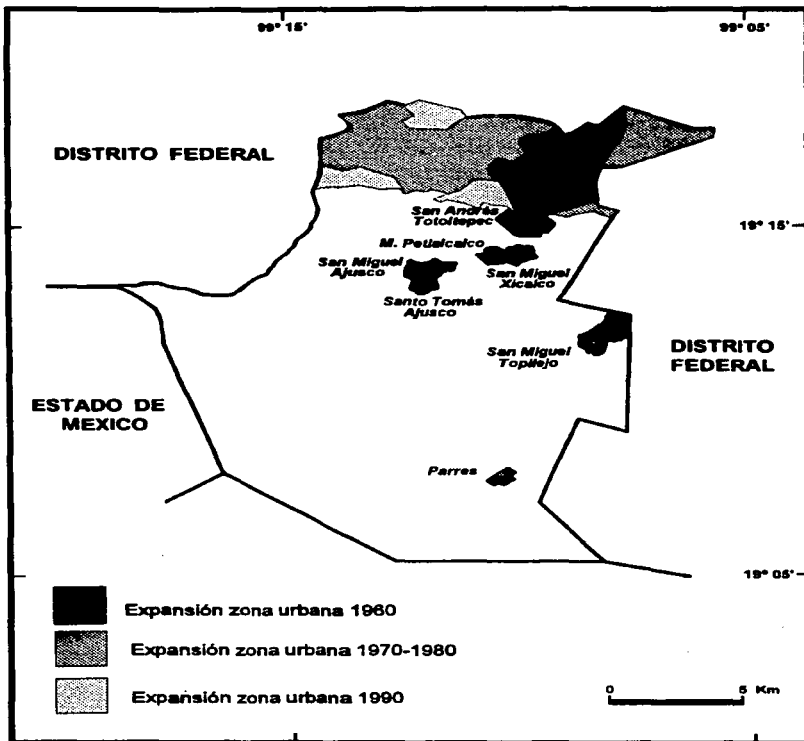 99° 15'
99° 05'
DISTRITO FEDERAL
San Andrés
Totoltepec
19° 15'
M. Petlalcalco
San Miguel
Ajusco
San Miguel
Xicalco
Santo Tomás
Ajusco
San Miguel
Topilejo
DISTRITO
FEDERAL
ESTADO DE
MEXICO
Parres
19° 05'
Expansión zona urbana 1960
Expansión zona urbana 1970-1980
Expansión zona urbana 1990
0 5 Km